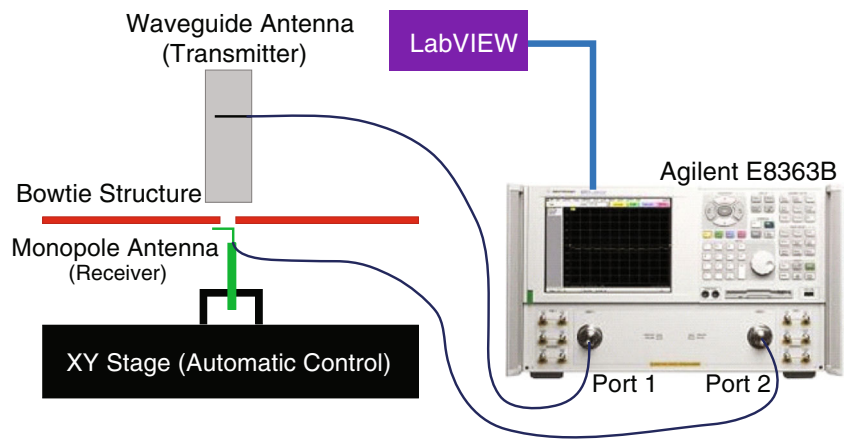 Waveguide Antenna
(Transmitter)
LabVIEW
Agilent E8363B
Bowtie Structure
Monopole Antenna
(Receiver)
XY Stage (Automatic Control)
Port 1
Port 2